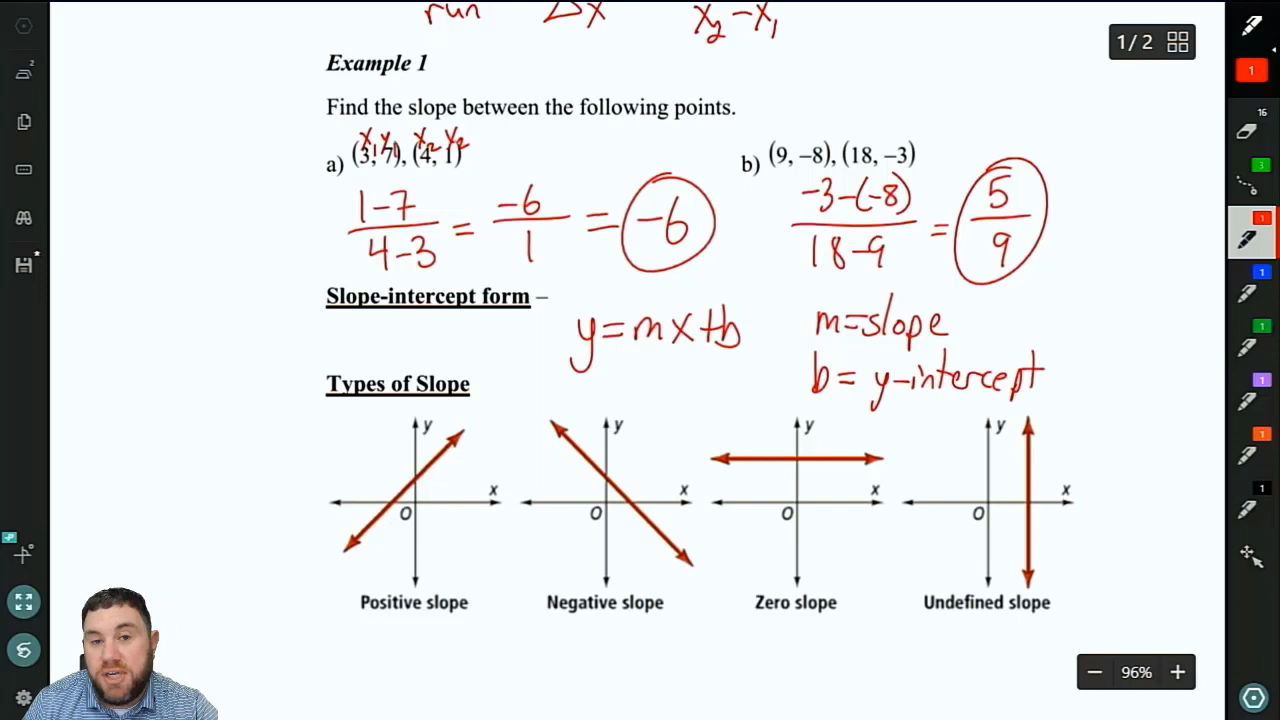 run Δx x₂-x₁
1 / 2
Example 1
Find the slope between the following points.
x₁ y₁ x₂ y₂
a) (3, 7), (4, 1)
b) (9, −8), (18, −3)
1-7 / 4-3 = -6 / 1 = -6
-3-(-8) / 18-9 = 5 / 9
Slope-intercept form –
y=mx+b
m=slope
b= y-intercept
Types of Slope
y y y y
x x x x
O O O O
Positive slope Negative slope Zero slope Undefined slope
96%